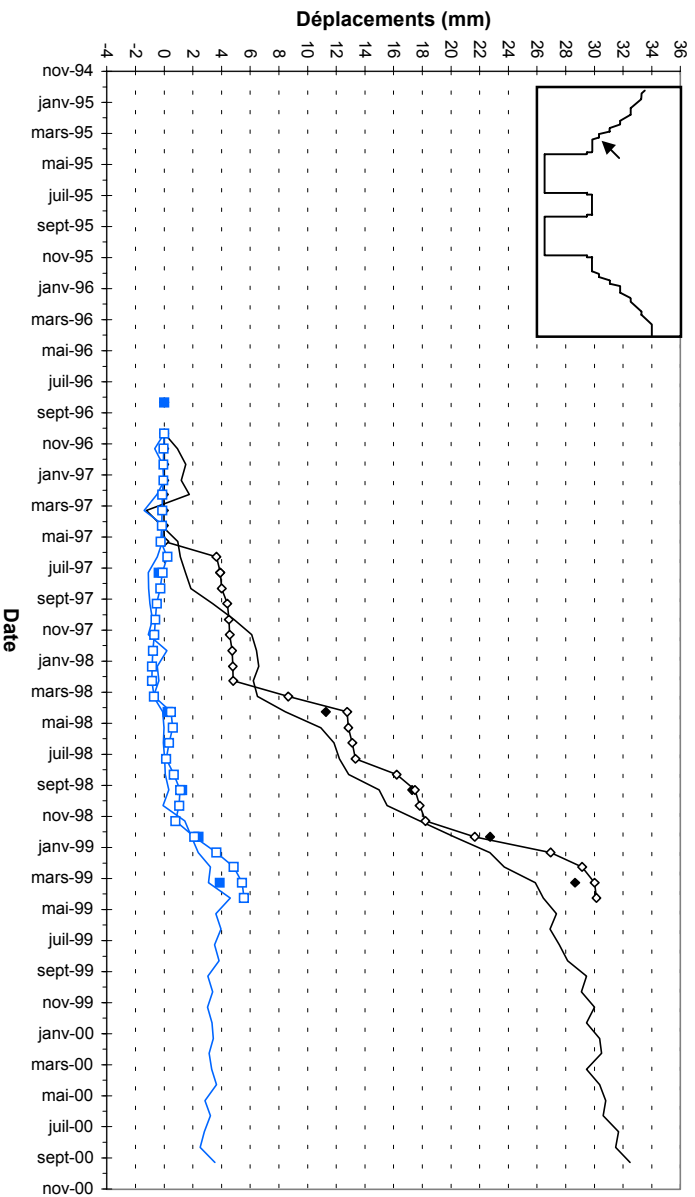 Déplacements (mm)
-4 -2 0 2 4 6 8 10 12 14 16 18 20 22 24 26 28 30 32 34 36
nov-94
janv-95
mars-95
mai-95
juil-95
sept-95
nov-95
janv-96
mars-96
mai-96
juil-96
sept-96
nov-96
janv-97
mars-97
mai-97
juil-97
sept-97
nov-97
janv-98
mars-98
mai-98
juil-98
sept-98
nov-98
janv-99
mars-99
mai-99
juil-99
sept-99
nov-99
janv-00
mars-00
mai-00
juil-00
sept-00
nov-00
Date